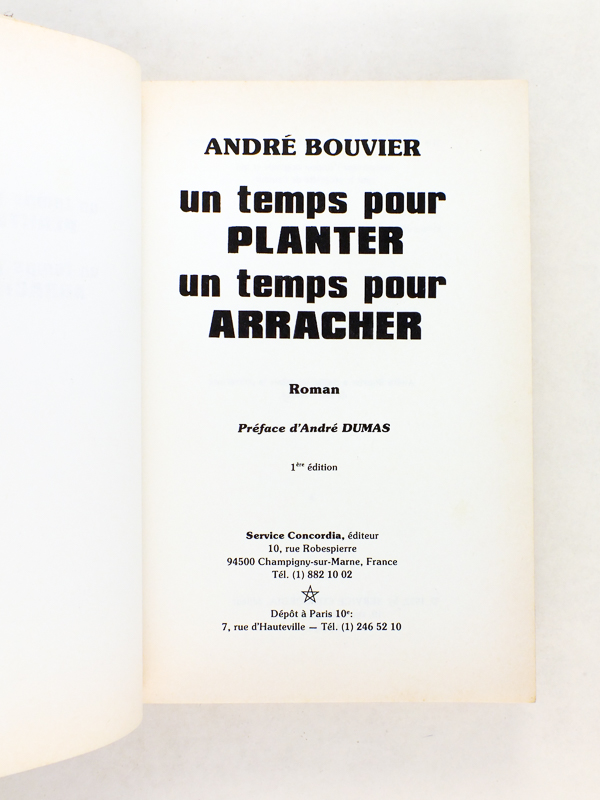 ANDRÉ BOUVIER
un temps pour
PLANTER
un temps pour
ARRACHER
Roman
Préface d'André DUMAS
1ère édition
Service Concordia, éditeur
10, rue Robespierre
94500 Champigny-sur-Marne, France
Tél. (1) 882 10 02
Dépôt à Paris 10e:
7, rue d'Hauteville — Tél. (1) 246 52 10